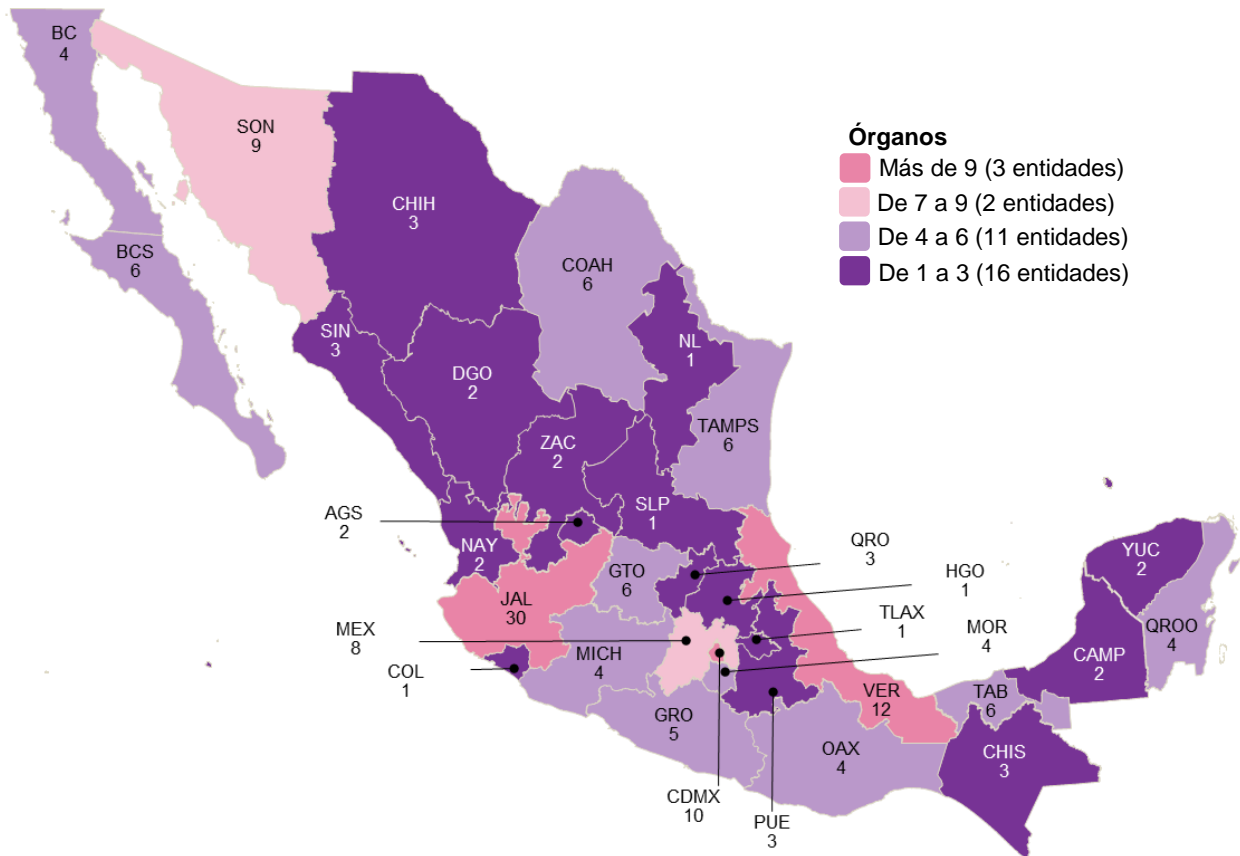 BC
4
SON
9
CHIH
3
BCS
6
COAH
6
SIN
3
NL
1
DGO
2
TAMPS
6
ZAC
2
SLP
1
AGS
2
NAY
2
GTO
6
QRO
3
HGO
1
JAL
30
TLAX
1
MEX
8
MOR
4
COL
1
MICH
4
GRO
5
VER
12
OAX
4
CDMX
10
PUE
3
YUC
2
QROO
4
CAMP
2
TAB
6
CHIS
3
Órganos
Más de 9 (3 entidades)
De 7 a 9 (2 entidades)
De 4 a 6 (11 entidades)
De 1 a 3 (16 entidades)